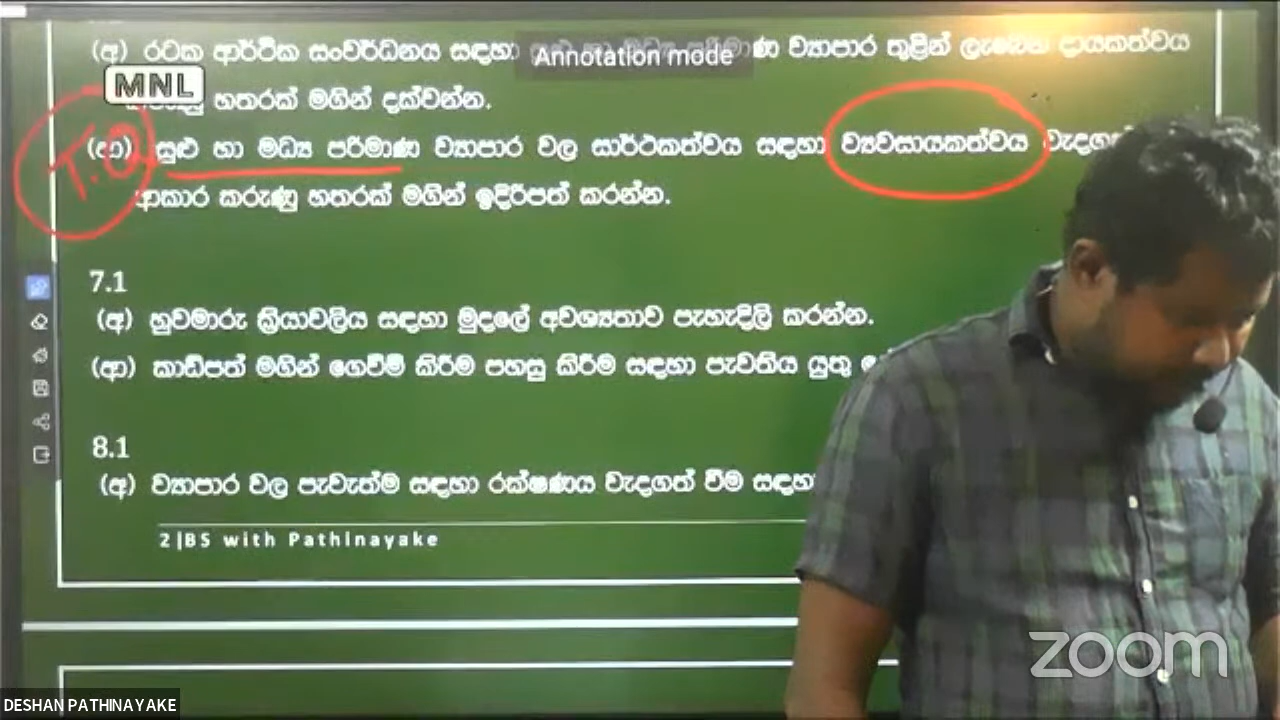 (අ) රටක ආර්ථික සංවර්ධනය සඳහා ව්‍යාපාර තුළින් ලැබෙන දායකත්වය
Annotation mode
MNL
හතරක් මගින් දක්වන්න.
(ආ) සුළු හා මධ්‍ය පරිමාණ ව්‍යාපාර වල සාර්ථකත්වය සඳහා ව්‍යවසායකත්වය
T.Q
ආකාර කරුණු හතරක් මගින් ඉදිරිපත් කරන්න.
7.1
(අ) හුවමාරු ක්‍රියාවලිය සඳහා මුදලේ අවශ්‍යතාව පැහැදිලි කරන්න.
(ආ) කාඩ්පත් මගින් ගෙවීම් කිරීම පහසු කිරීම සඳහා පැවතිය යුතු
8.1
(අ) ව්‍යාපාර වල පැවැත්ම සඳහා රක්ෂණය වැදගත් වීම
2|BS with Pathinayake
zoom
DESHAN PATHINAYAKE